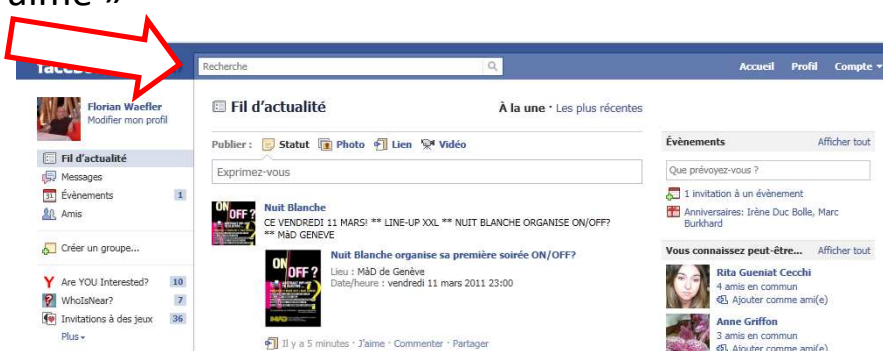 aime »
Recherche
Accueil Profil Compte
Florian Waefler
Modifier mon profil
Fil d'actualité
Messages
31 Évènements 1
Amis
Créer un groupe...
Are YOU Interested? 10
WhoIsNear? 7
Invitations à des jeux 36
Plus
Fil d'actualité
À la une · Les plus récentes
Publier : Statut Photo Lien Vidéo
Exprimez-vous
ON OFF ?
Nuit Blanche
CE VENDREDI 11 MARS! ** LINE-UP XXL ** NUIT BLANCHE ORGANISE ON/OFF?
** MàD GENEVE
ON OFF ?
Nuit Blanche organise sa première soirée ON/OFF?
Lieu : MàD de Genève
Date/heure : vendredi 11 mars 2011 23:00
Il y a 5 minutes · J'aime · Commenter · Partager
Évènements Afficher tout
Que prévoyez-vous ?
1 invitation à un évènement
Anniversaires: Irène Duc Bolle, Marc
Burkhard
Vous connaissez peut-être... Afficher tout
Rita Gueniat Cecchi
4 amis en commun
Ajouter comme ami(e)
Anne Griffon
3 amis en commun
Ajouter comme ami(e)